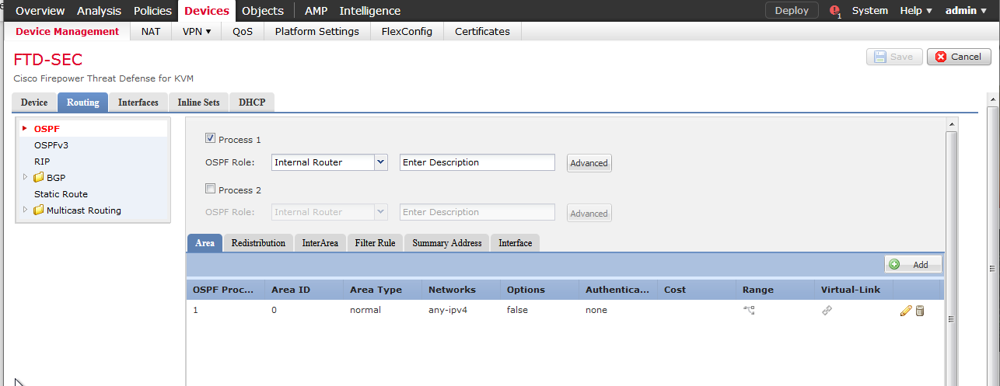 Overview Analysis Policies Devices Objects AMP Intelligence Deploy 1 System Help admin
Device Management NAT VPN QoS Platform Settings FlexConfig Certificates
FTD-SEC
Save Cancel
Cisco Firepower Threat Defense for KVM
Device Routing Interfaces Inline Sets DHCP
OSPF
OSPFv3
RIP
BGP
Static Route
Multicast Routing
Process 1
OSPF Role: Internal Router Enter Description Advanced
Process 2
OSPF Role: Internal Router Enter Description Advanced
Area Redistribution InterArea Filter Rule Summary Address Interface
Add
OSPF Proc... Area ID Area Type Networks Options Authentica... Cost Range Virtual-Link
1 0 normal any-ipv4 false none